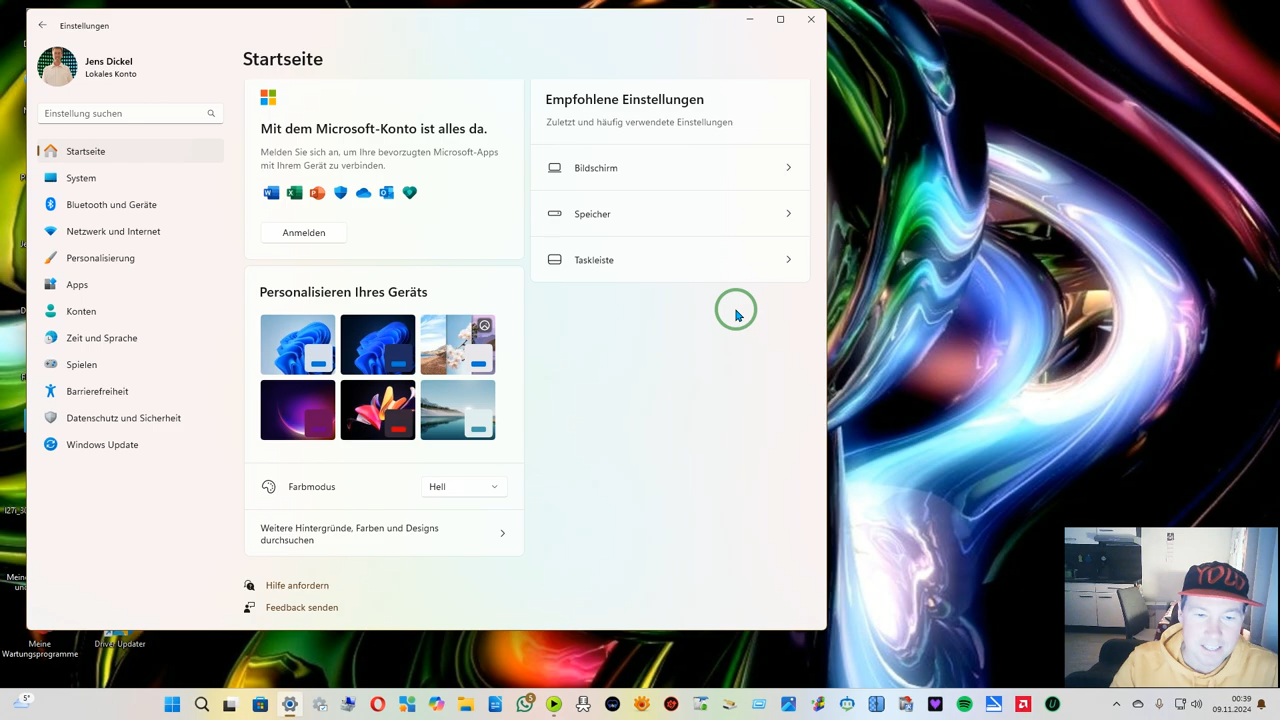 Einstellungen
Jens Dickel
Lokales Konto
Einstellung suchen
Startseite
System
Bluetooth und Geräte
Netzwerk und Internet
Personalisierung
Apps
Konten
Zeit und Sprache
Spielen
Barrierefreiheit
Datenschutz und Sicherheit
Windows Update
Startseite
Mit dem Microsoft-Konto ist alles da.
Melden Sie sich an, um Ihre bevorzugten Microsoft-Apps
mit Ihrem Gerät zu verbinden.
Anmelden
Personalisieren Ihres Geräts
Farbmodus
Hell
Weitere Hintergründe, Farben und Designs
durchsuchen
Hilfe anfordern
Feedback senden
Empfohlene Einstellungen
Zuletzt und häufig verwendete Einstellungen
Bildschirm
Speicher
Taskleiste
Meine
Wartungsprogramme
Driver Updater
5°
5
00:39
09.11.2024